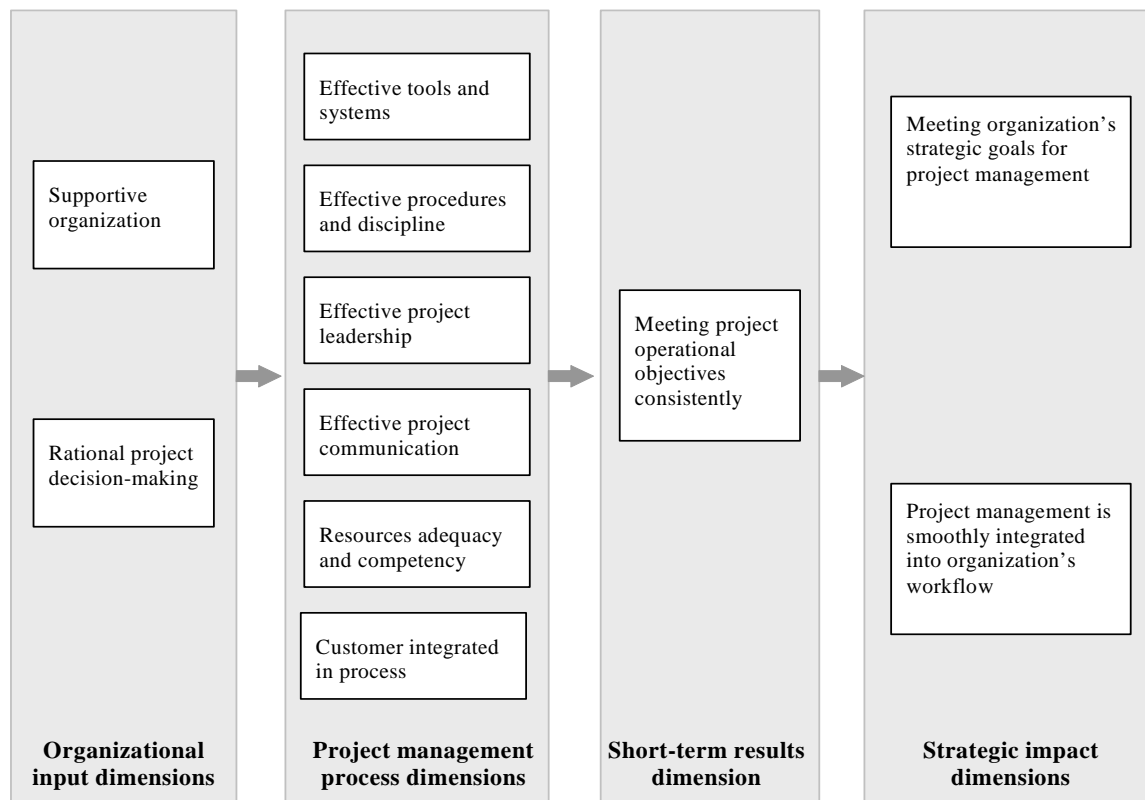 Supportive
organization
Rational project
decision-making
Organizational
input dimensions
Effective tools and
systems
Effective procedures
and discipline
Effective project
leadership
Effective project
communication
Resources adequacy
and competency
Customer integrated
in process
Project management
process dimensions
Meeting project
operational
objectives
consistently
Short-term results
dimension
Meeting organization’s
strategic goals for
project management
Project management is
smoothly integrated
into organization’s
workflow
Strategic impact
dimensions